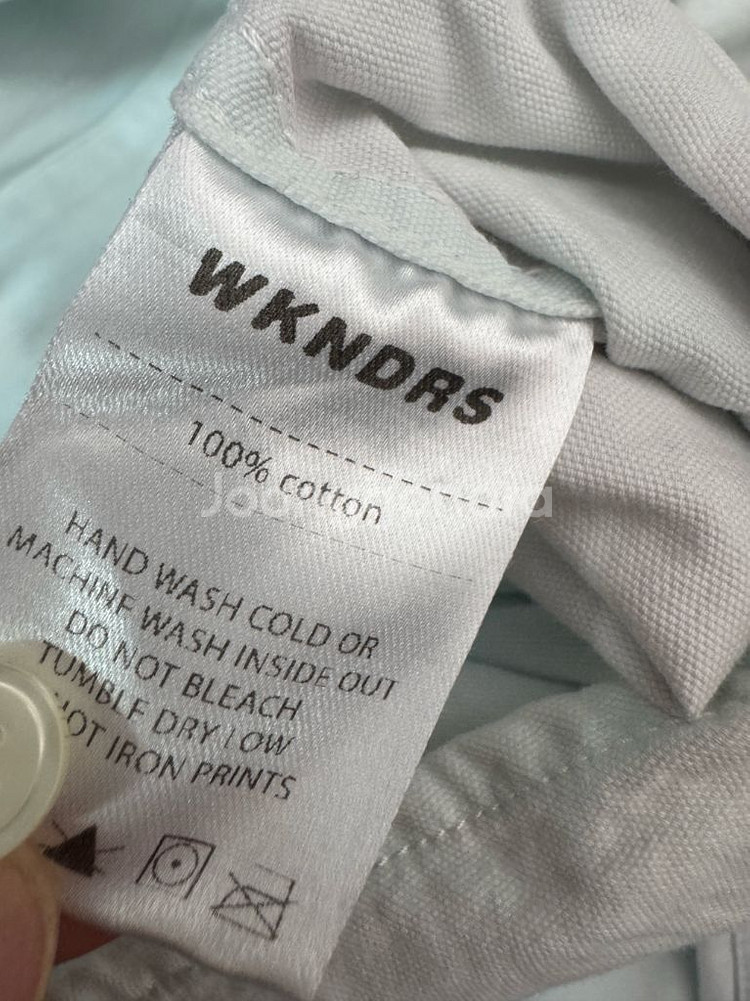 WKNDRS
100% cotton
HAND WASH COLD OR
MACHINE WASH INSIDE OUT
DO NOT BLEACH
TUMBLE DRY LOW
NOT IRON PRINTS